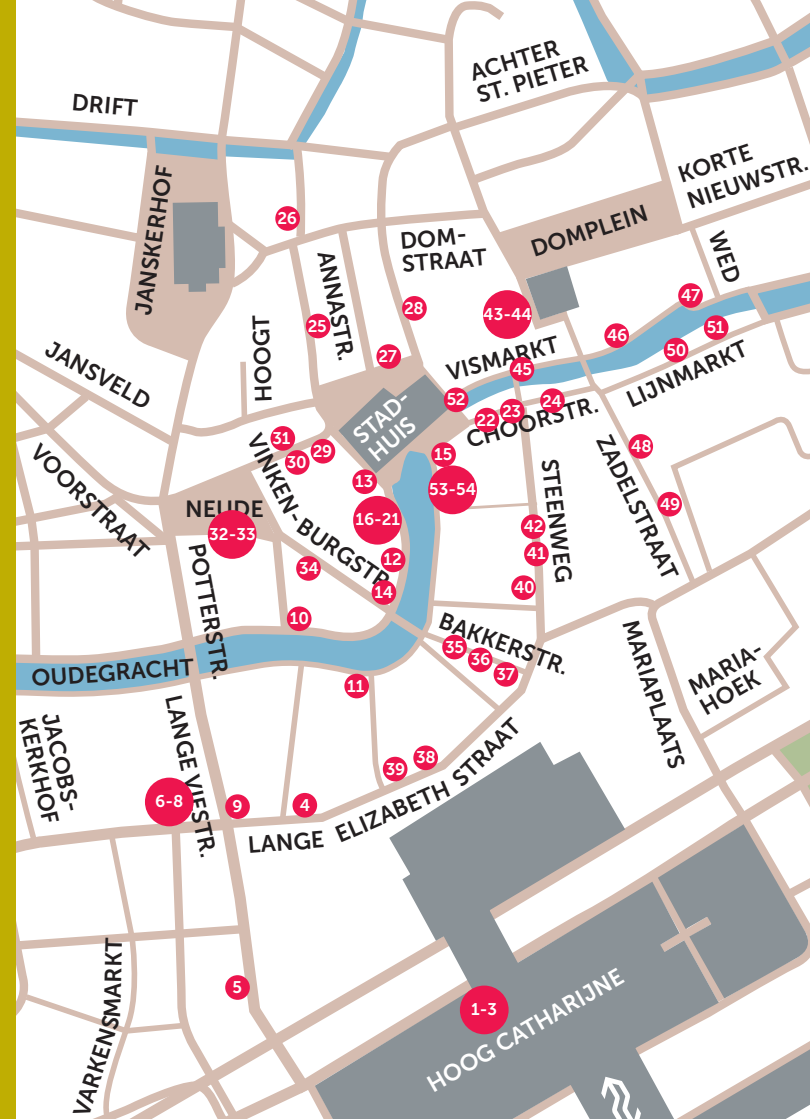 ACHTER
ST. PIETER
DRIFT
KORTE
NIEUWSTR.
JANSKERHOF
26
DOMPLEIN
DOM-
STRAAT
WED
ANNASTR.
28
43-44
47
25
46
51
HOOGT
27
VISMARKT
50
JANSVELD
45
LIJNMARKT
52
24
23
22
CHOORSTR.
STAD-
HUIS
31
29
30
VINKEN-BURGSTR.
15
48
ZADELSTRAAT
VOORSTRAAT
13
53-54
STEENWEG
49
NEUDE
16-21
32-33
42
41
POTTERSTR.
34
12
14
40
10
BAKKERSTR.
35
36
37
MARIAPLAATS
MARIA-
HOEK
OUDEGRACHT
11
LANGE VIESTR.
JACOBS-
KERKHOF
38
39
6-8
9
4
LANGE ELIZABETH STRAAT
VARKENSMARKT
5
1-3
HOOG CATHARIJNE